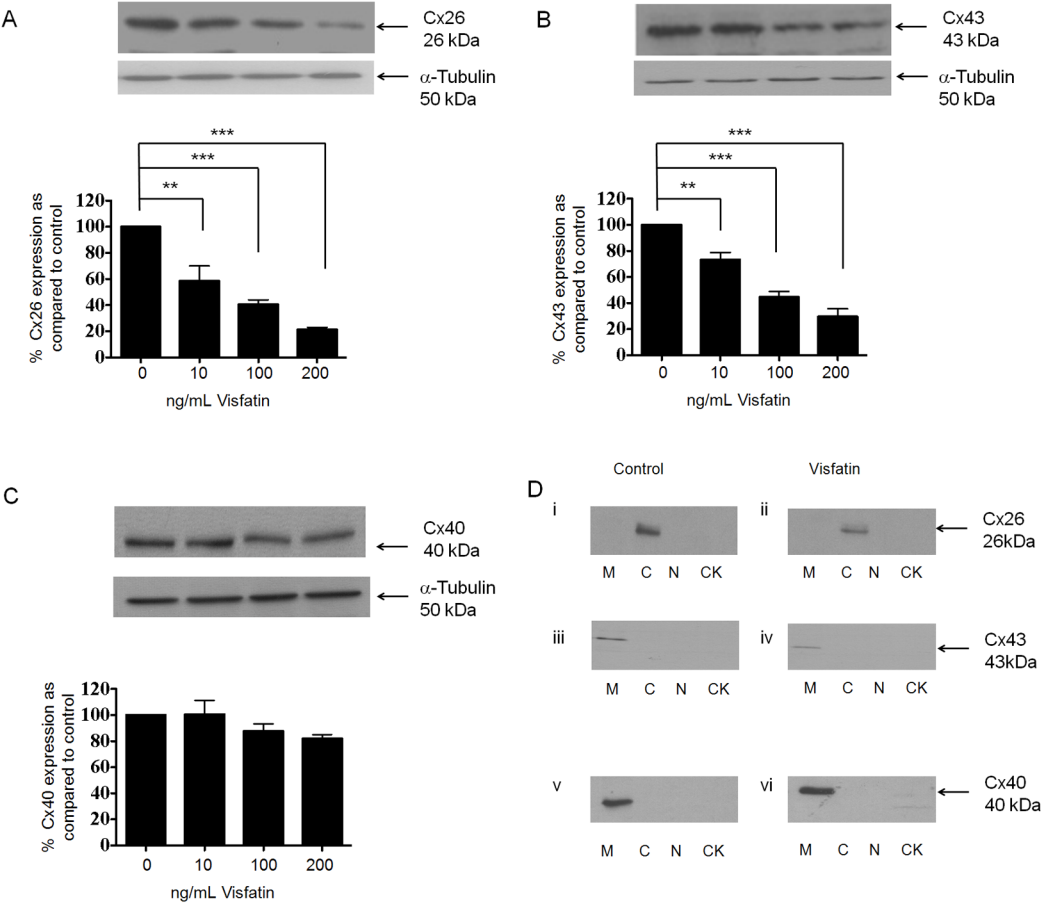 A
Cx26
26 kDa
α-Tubulin
50 kDa
***
***
**
120
100
80
60
40
20
0
% Cx26 expression as
compared to control
0 10 100 200
ng/mL Visfatin
B
Cx43
43 kDa
α-Tubulin
50 kDa
***
***
**
120
100
80
60
40
20
0
% Cx43 expression as
compared to control
0 10 100 200
ng/mL Visfatin
C
Cx40
40 kDa
α-Tubulin
50 kDa
120
100
80
60
40
20
0
% Cx40 expression as
compared to control
0 10 100 200
ng/mL Visfatin
D
Control Visfatin
i ii
Cx26
26kDa
M C N CK M C N CK
iii iv
Cx43
43kDa
M C N CK M C N CK
v vi
Cx40
40 kDa
M C N CK M C N CK